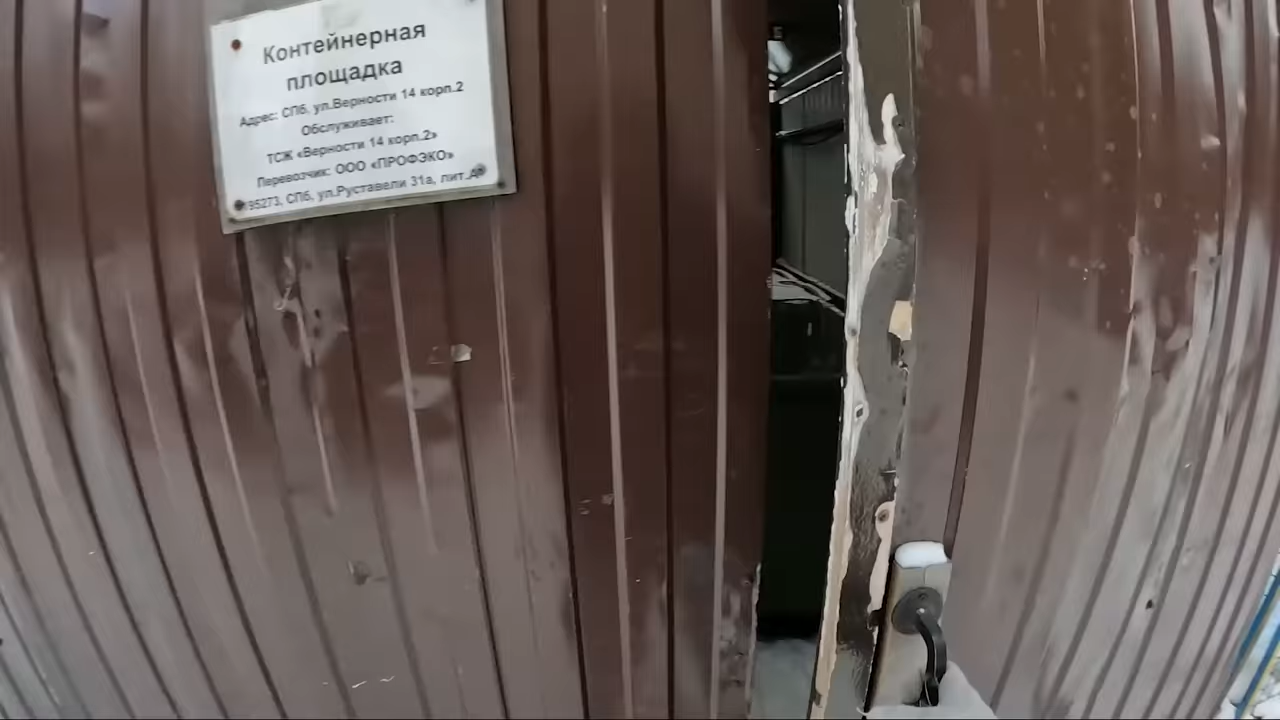 Контейнерная
площадка
Адрес: СПб, ул.Верности 14 корп.2
Обслуживает:
ТСЖ «Верности 14 корп.2»
Перевозчик: ООО «ПРОФЭКО»
195273, СПб, ул.Руставели 31а, лит.Д